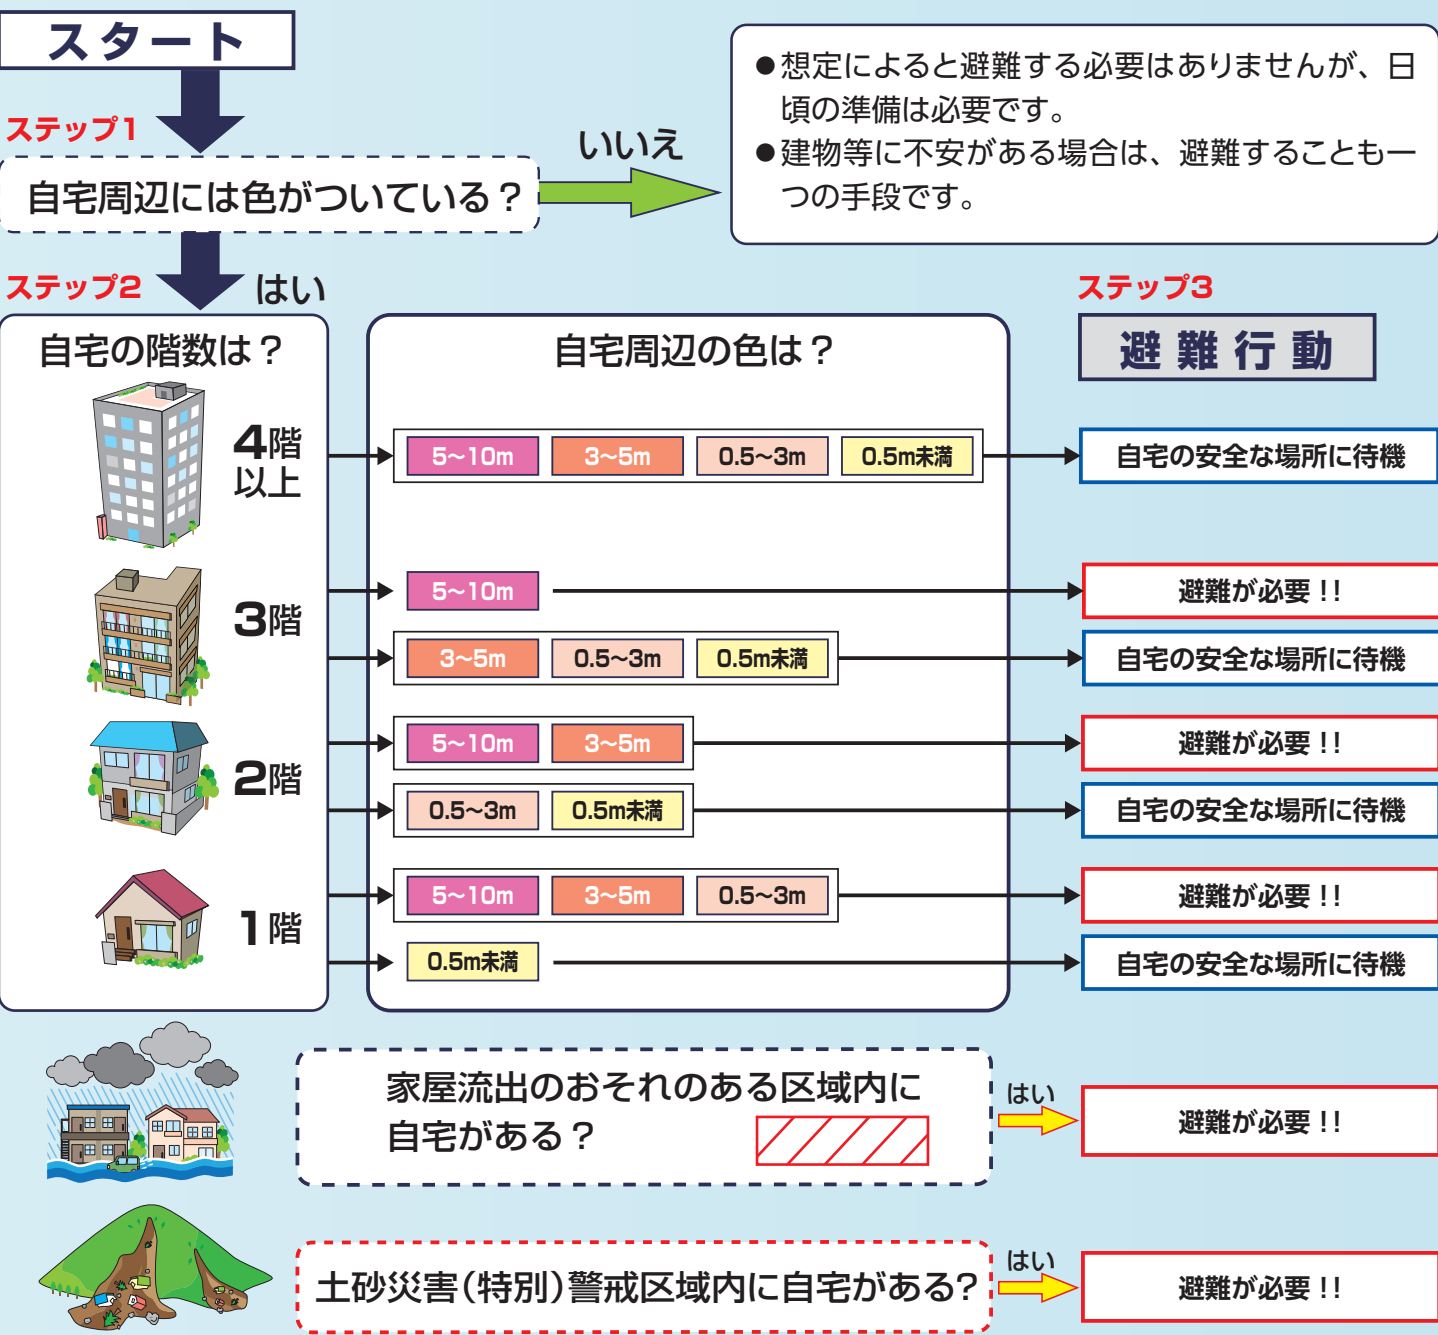 スタート
●想定によると避難する必要はありませんが、日
頃の準備は必要です。
●建物等に不安がある場合は、避難することも一
つの手段です。
ステップ1
いいえ
自宅周辺には色がついている？
ステップ2
はい
ステップ3
自宅の階数は？
自宅周辺の色は？
避難行動
4階
以上
5～10m 3～5m 0.5～3m 0.5m未満
自宅の安全な場所に待機
3階
5～10m
避難が必要!!
3～5m 0.5～3m 0.5m未満
自宅の安全な場所に待機
2階
5～10m 3～5m
避難が必要!!
0.5～3m 0.5m未満
自宅の安全な場所に待機
1階
5～10m 3～5m 0.5～3m
避難が必要!!
0.5m未満
自宅の安全な場所に待機
家屋流出のおそれのある区域内に
自宅がある？
はい
避難が必要!!
土砂災害(特別)警戒区域内に自宅がある?
はい
避難が必要!!